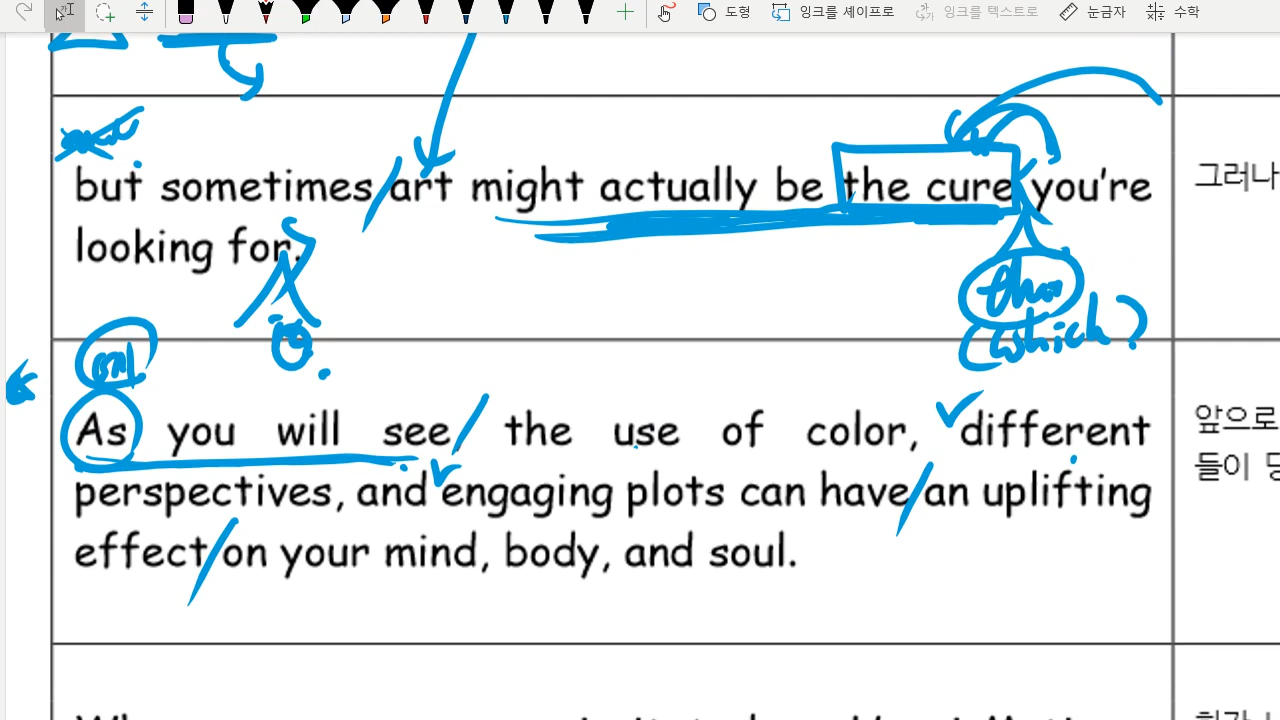 도형 잉크를 셰이프로 잉크를 텍스트로 눈금자 수학
but sometimes art might actually be the cure you're
looking for.
그러나
(which)
As you will see, the use of color, different
perspectives, and engaging plots can have an uplifting
effect on your mind, body, and soul.
앞으로
들이